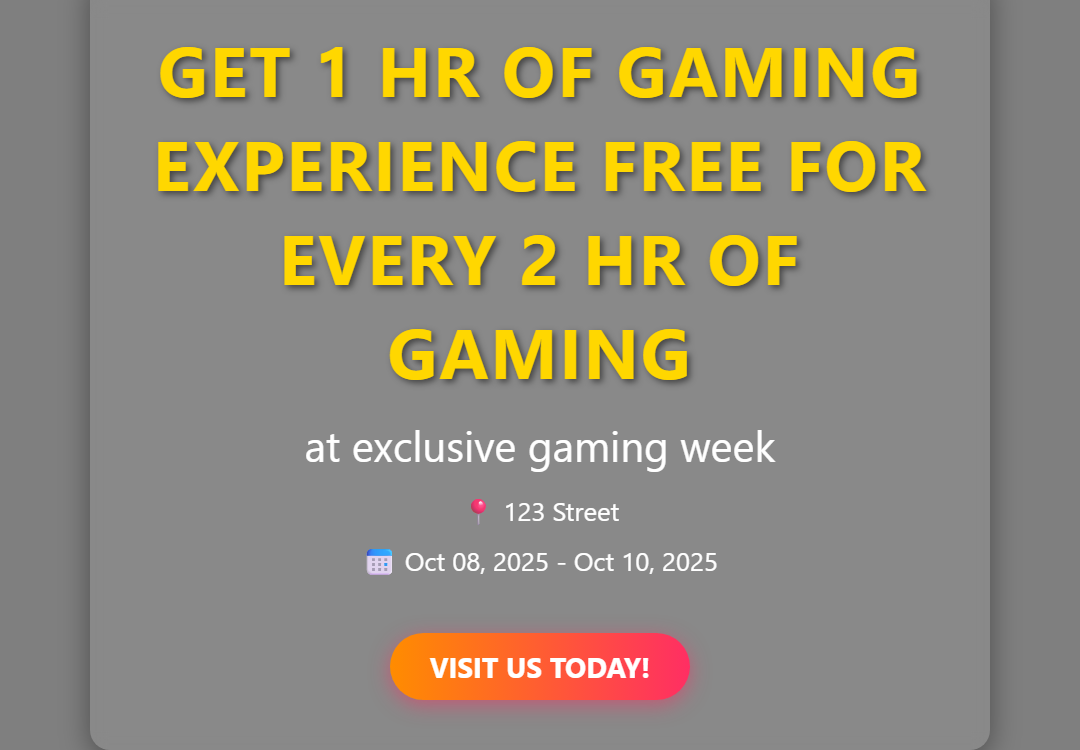 GET 1 HR OF GAMING
EXPERIENCE FREE FOR
EVERY 2 HR OF
GAMING
at exclusive gaming week
📍 123 Street
📅 Oct 08, 2025 - Oct 10, 2025
VISIT US TODAY!